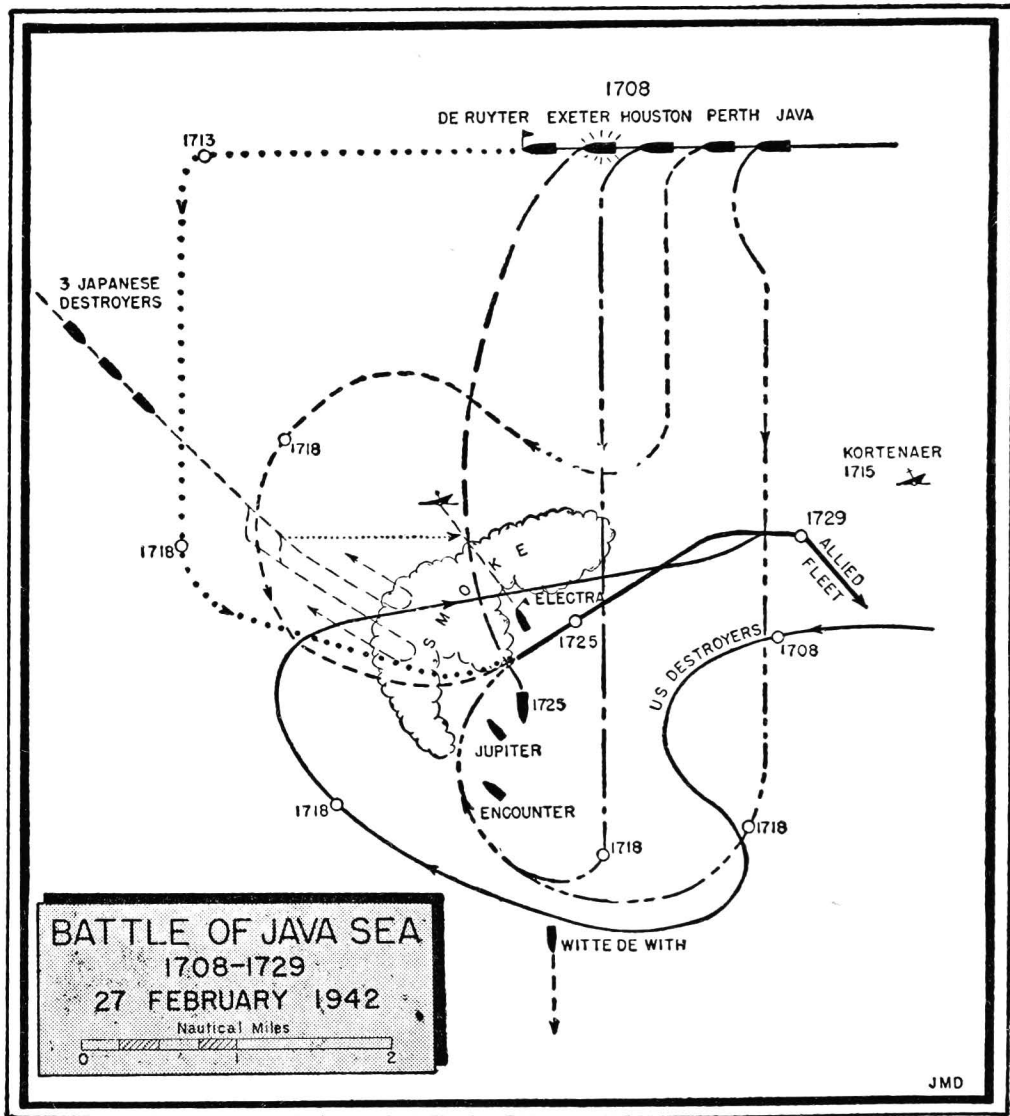 1708
DE RUYTER EXETER HOUSTON PERTH JAVA
1713
3 JAPANESE
DESTROYERS
1718
KORTENAER
1715
1718
1729
ALLIED
FLEET
SMOKE
ELECTRA
1725
US DESTROYERS
1708
1725
JUPITER
ENCOUNTER
1718
1718
1718
WITTE DE WITH
BATTLE OF JAVA SEA
1708-1729
27 FEBRUARY 1942
Nautical Miles
0 1 2
JMD